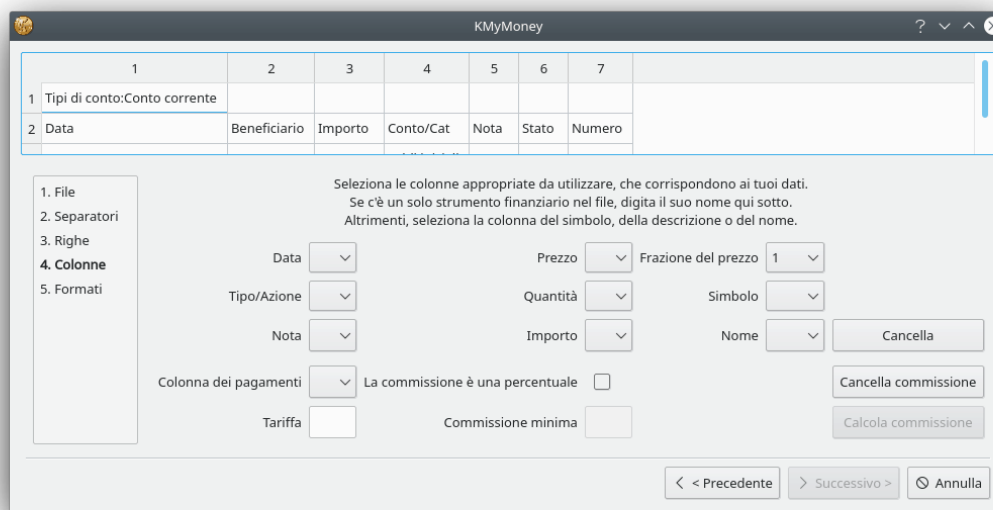 KMyMoney
1 2 3 4 5 6 7
1 Tipi di conto:Conto corrente
2 Data Beneficiario Importo Conto/Cat Nota Stato Numero
1. File
2. Separatori
3. Righe
4. Colonne
5. Formati
Seleziona le colonne appropriate da utilizzare, che corrispondono ai tuoi dati.
Se c'è un solo strumento finanziario nel file, digita il suo nome qui sotto.
Altrimenti, seleziona la colonna del simbolo, della descrizione o del nome.
Data Prezzo Frazione del prezzo 1
Tipo/Azione Quantità Simbolo
Nota Importo Nome Cancella
Colonna dei pagamenti La commissione è una percentuale Cancella commissione
Tariffa Commissione minima Calcola commissione
< Precedente Successivo > Annulla